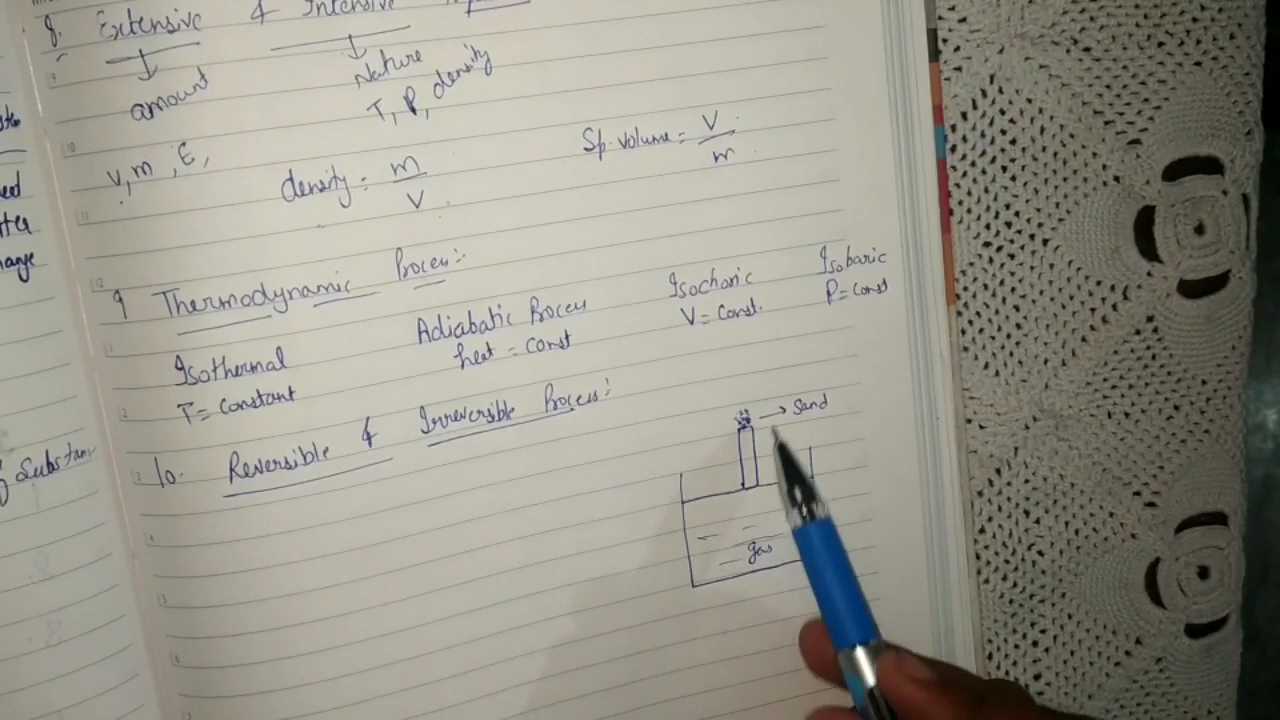 8. Extensive & Intensive
amount
Nature
T, P, density
V, m, E,
density = m/V
Sp. volume = V/m
9 Thermodynamic Process:-
Isothermal
T = constant
Adiabatic Process
heat = const
Isochoric
V = Const.
Isobaric
P = Const
10. Reversible & Irreversible Process:
→ Sand
gas
Substan